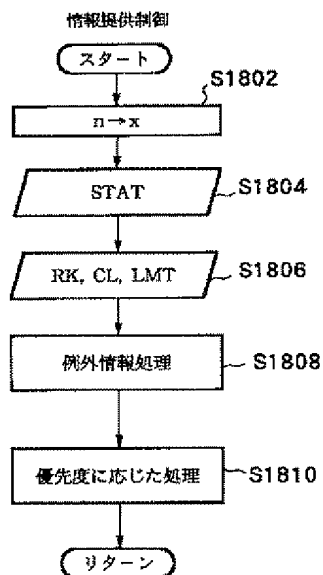 情報提供制御
スタート
S1802
n→x
STAT
S1804
RK, CL, LMT
S1806
例外情報処理
S1808
優先度に応じた処理
S1810
リターン